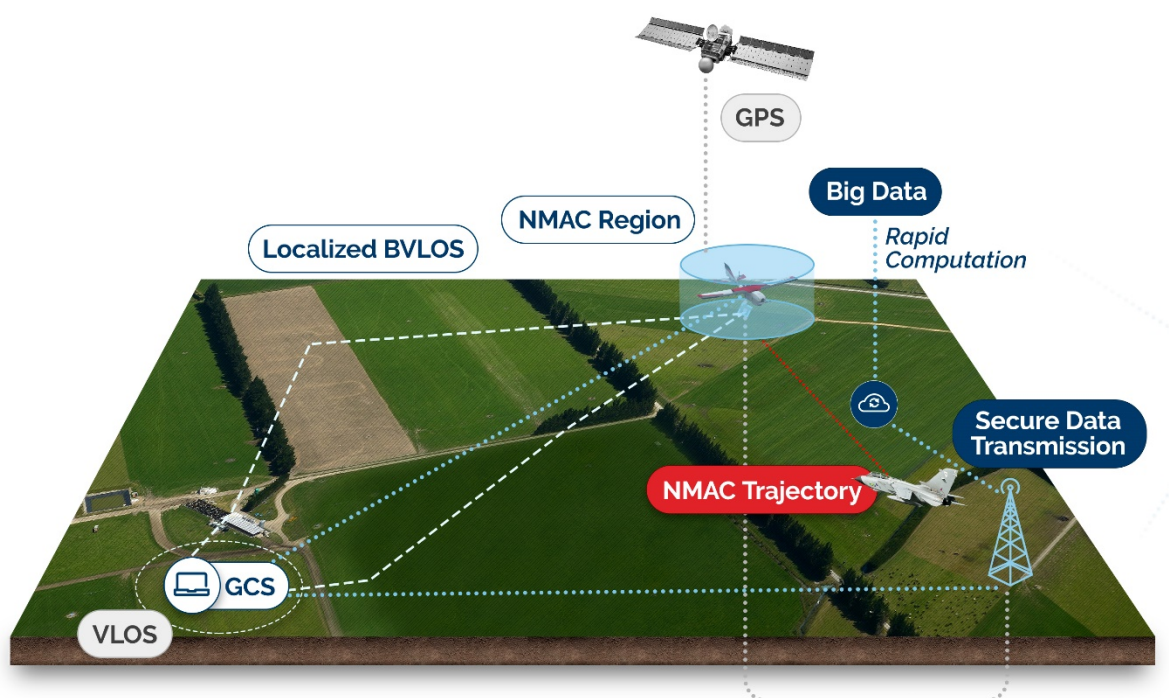 GPS
Big Data
NMAC Region
Rapid
Computation
Localized BVLOS
Secure Data
Transmission
NMAC Trajectory
GCS
VLOS